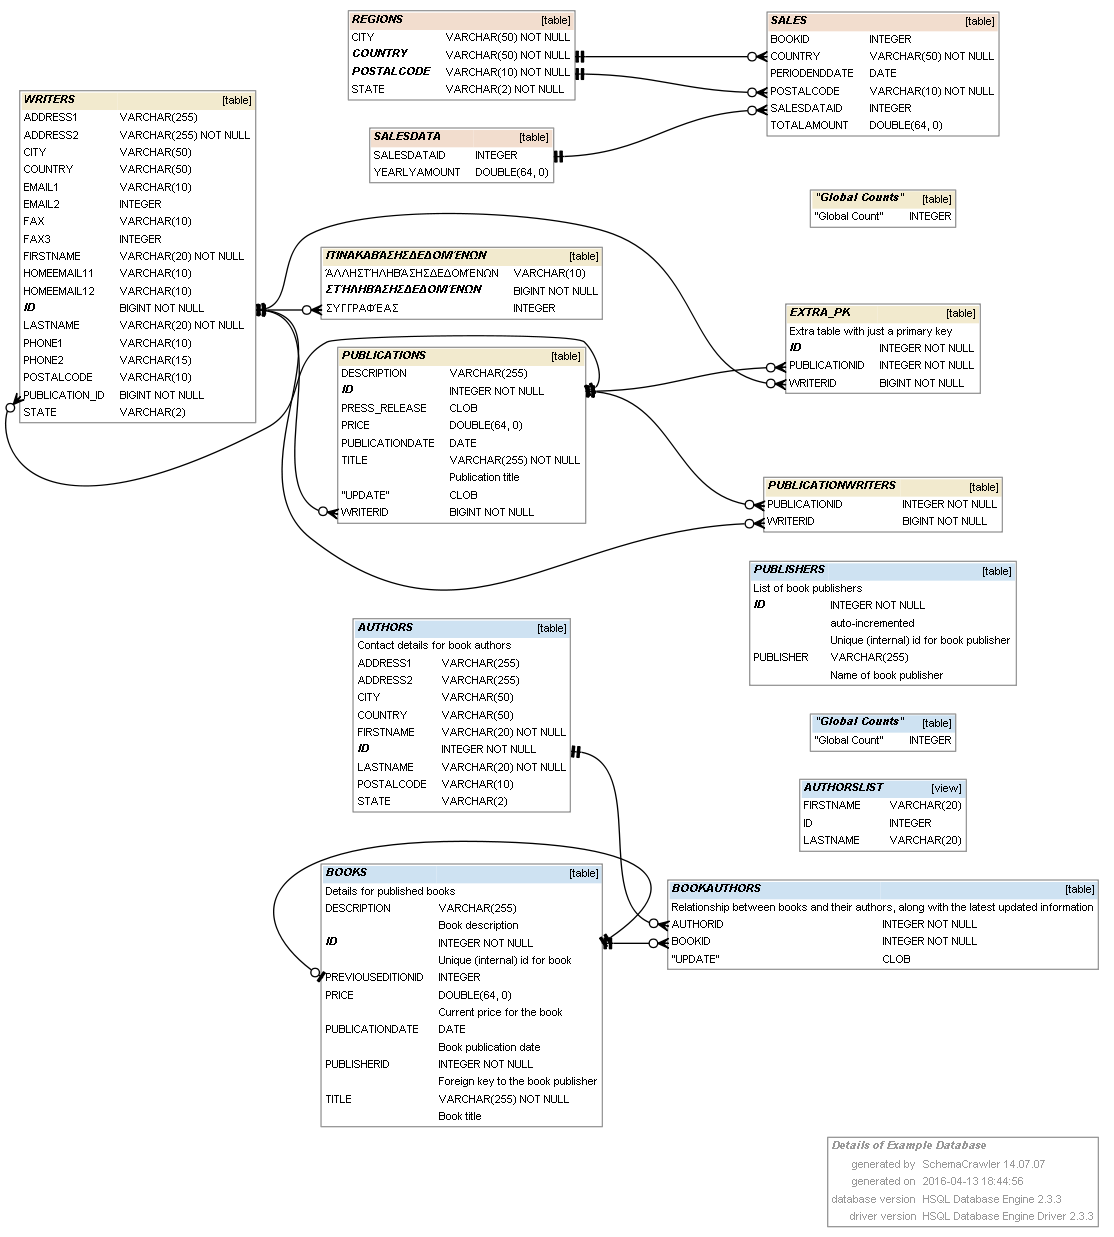 REGIONS [table]
CITY VARCHAR(50) NOT NULL
COUNTRY VARCHAR(50) NOT NULL
POSTALCODE VARCHAR(10) NOT NULL
STATE VARCHAR(2) NOT NULL
SALES [table]
BOOKID INTEGER
COUNTRY VARCHAR(50) NOT NULL
PERIODENDDATE DATE
POSTALCODE VARCHAR(10) NOT NULL
SALESDATAID INTEGER
TOTALAMOUNT DOUBLE(64, 0)
WRITERS [table]
ADDRESS1 VARCHAR(255)
ADDRESS2 VARCHAR(255) NOT NULL
CITY VARCHAR(50)
COUNTRY VARCHAR(50)
EMAIL1 VARCHAR(10)
EMAIL2 INTEGER
FAX VARCHAR(10)
FAX3 INTEGER
FIRSTNAME VARCHAR(20) NOT NULL
HOMEEMAIL11 VARCHAR(10)
HOMEEMAIL12 VARCHAR(10)
ID BIGINT NOT NULL
LASTNAME VARCHAR(20) NOT NULL
PHONE1 VARCHAR(10)
PHONE2 VARCHAR(15)
POSTALCODE VARCHAR(10)
PUBLICATION_ID BIGINT NOT NULL
STATE VARCHAR(2)
SALESDATA [table]
SALESDATAID INTEGER
YEARLYAMOUNT DOUBLE(64, 0)
"Global Counts" [table]
"Global Count" INTEGER
ΠΊΝΑΚΑΒΆΣΗΣΔΕΔΟΜΈΝΩΝ [table]
ΆΛΛΗΣΤΉΛΗΒΆΣΗΣΔΕΔΟΜΈΝΩΝ VARCHAR(10)
ΣΤΉΛΗΒΆΣΗΣΔΕΔΟΜΈΝΩΝ BIGINT NOT NULL
ΣΥΓΓΡΑΦΈΑΣ INTEGER
EXTRA_PK [table]
Extra table with just a primary key
ID INTEGER NOT NULL
PUBLICATIONID INTEGER NOT NULL
WRITERID BIGINT NOT NULL
PUBLICATIONS [table]
DESCRIPTION VARCHAR(255)
ID INTEGER NOT NULL
PRESS_RELEASE CLOB
PRICE DOUBLE(64, 0)
PUBLICATIONDATE DATE
TITLE VARCHAR(255) NOT NULL
Publication title
"UPDATE" CLOB
WRITERID BIGINT NOT NULL
PUBLICATIONWRITERS [table]
PUBLICATIONID INTEGER NOT NULL
WRITERID BIGINT NOT NULL
PUBLISHERS [table]
List of book publishers
ID INTEGER NOT NULL
auto-incremented
Unique (internal) id for book publisher
PUBLISHER VARCHAR(255)
Name of book publisher
AUTHORS [table]
Contact details for book authors
ADDRESS1 VARCHAR(255)
ADDRESS2 VARCHAR(255)
CITY VARCHAR(50)
COUNTRY VARCHAR(50)
FIRSTNAME VARCHAR(20) NOT NULL
ID INTEGER NOT NULL
LASTNAME VARCHAR(20) NOT NULL
POSTALCODE VARCHAR(10)
STATE VARCHAR(2)
"Global Counts" [table]
"Global Count" INTEGER
AUTHORSLIST [view]
FIRSTNAME VARCHAR(20)
ID INTEGER
LASTNAME VARCHAR(20)
BOOKS [table]
Details for published books
DESCRIPTION VARCHAR(255)
Book description
ID INTEGER NOT NULL
Unique (internal) id for book
PREVIOUSEDITIONID INTEGER
PRICE DOUBLE(64, 0)
Current price for the book
PUBLICATIONDATE DATE
Book publication date
PUBLISHERID INTEGER NOT NULL
Foreign key to the book publisher
TITLE VARCHAR(255) NOT NULL
Book title
BOOKAUTHORS [table]
Relationship between books and their authors, along with the latest updated information
AUTHORID INTEGER NOT NULL
BOOKID INTEGER NOT NULL
"UPDATE" CLOB
Details of Example Database
generated by SchemaCrawler 14.07.07
generated on 2016-04-13 18:44:56
database version HSQL Database Engine 2.3.3
driver version HSQL Database Engine Driver 2.3.3